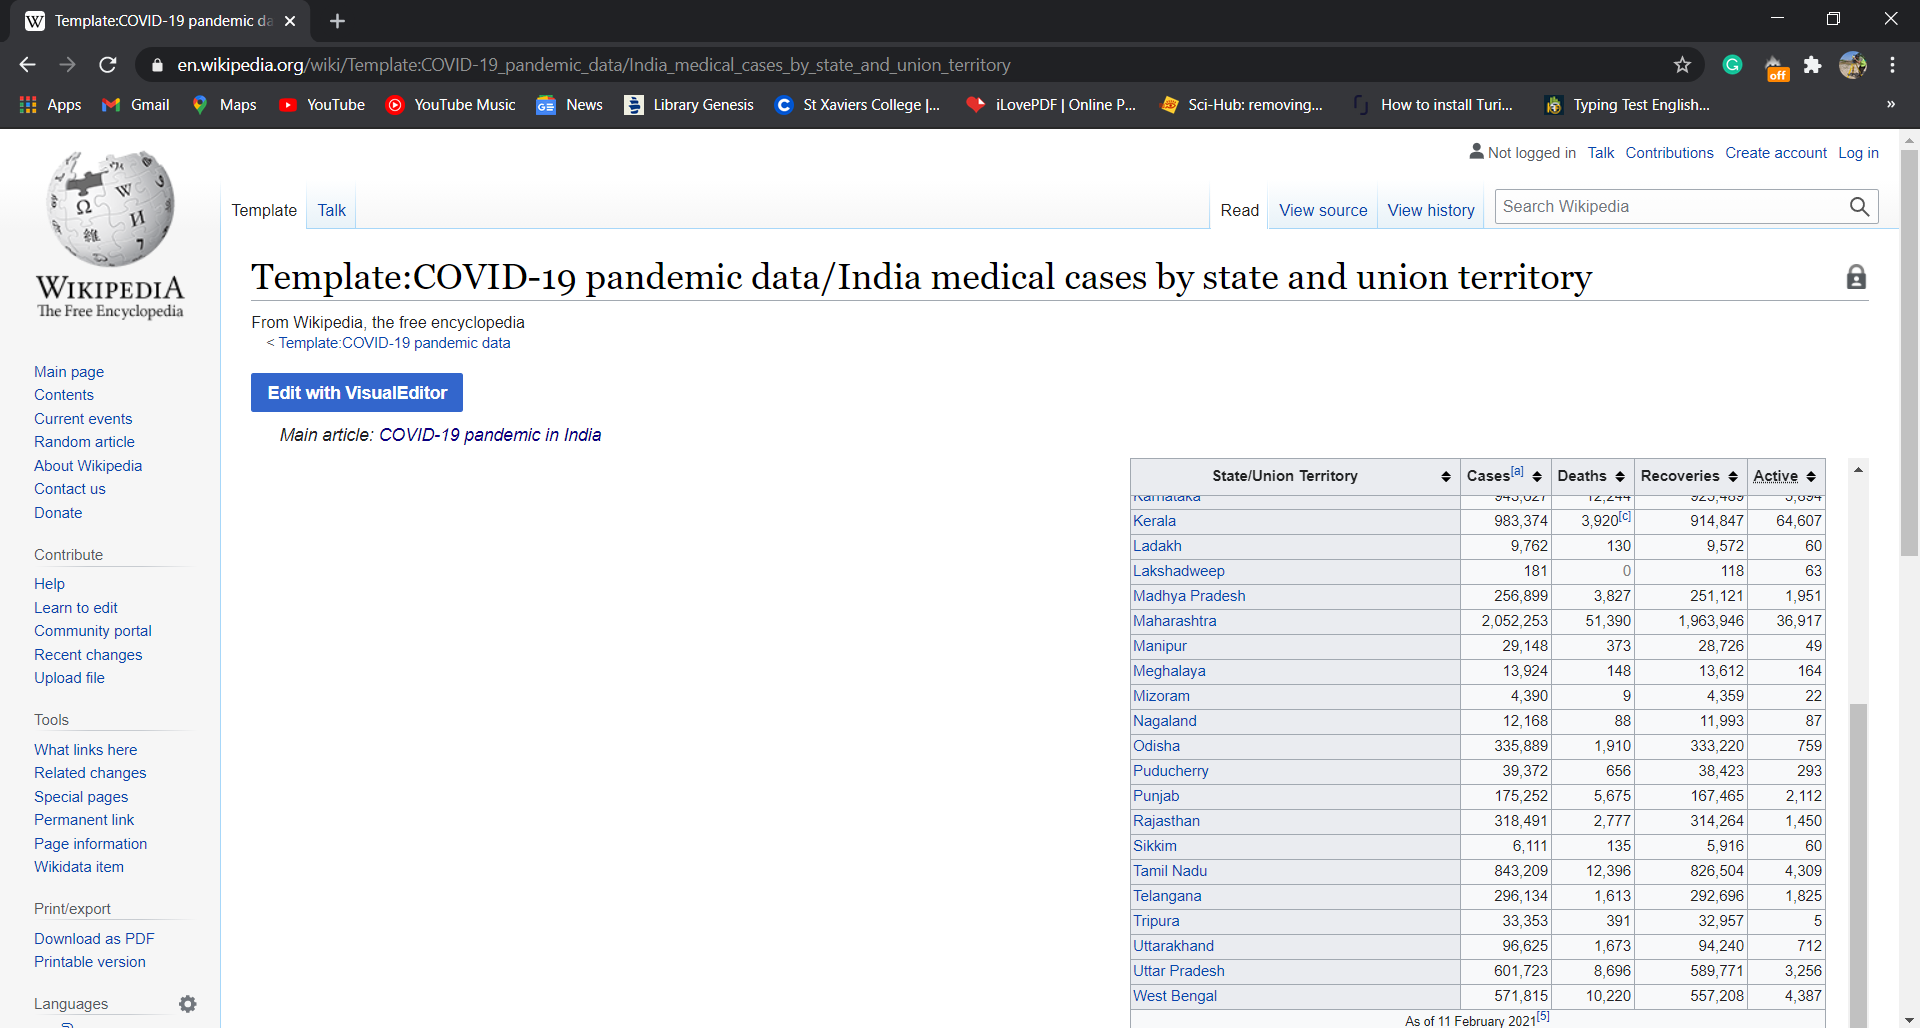 Template:COVID-19 pandemic da
en.wikipedia.org/wiki/Template:COVID-19_pandemic_data/India_medical_cases_by_state_and_union_territory
off
Apps Gmail Maps YouTube YouTube Music News Library Genesis St Xaviers College |... iLovePDF | Online P... Sci-Hub: removing... How to install Turi... Typing Test English... »
Not logged in Talk Contributions Create account Log in
Template Talk Read View source View history Search Wikipedia
WIKIPEDIA
The Free Encyclopedia
Template:COVID-19 pandemic data/India medical cases by state and union territory
From Wikipedia, the free encyclopedia
< Template:COVID-19 pandemic data
Edit with VisualEditor
Main article: COVID-19 pandemic in India
Main page
Contents
Current events
Random article
About Wikipedia
Contact us
Donate
Contribute
Help
Learn to edit
Community portal
Recent changes
Upload file
Tools
What links here
Related changes
Special pages
Permanent link
Page information
Wikidata item
Print/export
Download as PDF
Printable version
Languages
State/Union Territory Cases[a] Deaths Recoveries Active
Karnataka 943,627 12,244 925,489 5,894
Kerala 983,374 3,920[c] 914,847 64,607
Ladakh 9,762 130 9,572 60
Lakshadweep 181 0 118 63
Madhya Pradesh 256,899 3,827 251,121 1,951
Maharashtra 2,052,253 51,390 1,963,946 36,917
Manipur 29,148 373 28,726 49
Meghalaya 13,924 148 13,612 164
Mizoram 4,390 9 4,359 22
Nagaland 12,168 88 11,993 87
Odisha 335,889 1,910 333,220 759
Puducherry 39,372 656 38,423 293
Punjab 175,252 5,675 167,465 2,112
Rajasthan 318,491 2,777 314,264 1,450
Sikkim 6,111 135 5,916 60
Tamil Nadu 843,209 12,396 826,504 4,309
Telangana 296,134 1,613 292,696 1,825
Tripura 33,353 391 32,957 5
Uttarakhand 96,625 1,673 94,240 712
Uttar Pradesh 601,723 8,696 589,771 3,256
West Bengal 571,815 10,220 557,208 4,387
As of 11 February 2021[5]